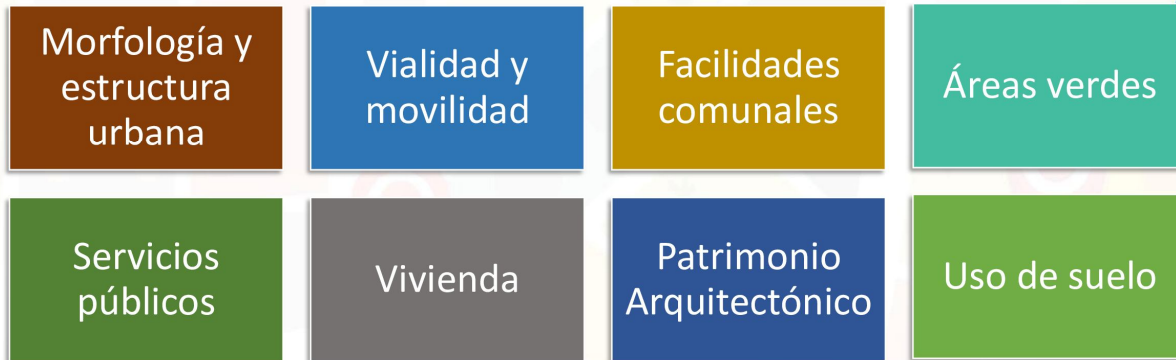 Morfología y
estructura
urbana
Vialidad y
movilidad
Facilidades
comunales
Áreas verdes
Servicios
públicos
Vivienda
Patrimonio
Arquitectónico
Uso de suelo